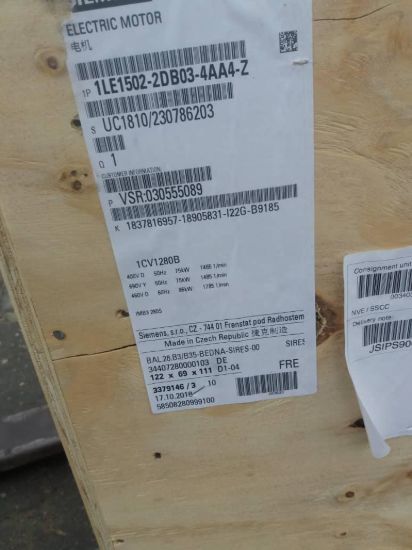 ELECTRIC MOTOR
电机
1P 1LE1502-2DB03-4AA4-Z
S UC1810/230786203
Q 1
CUSTOMER INFORMATION
P VSR:030555089
K 1837816957-18905831-I22G-B9185
1CV1280B
400V D 50Hz 75kW 1485 1/min
690V Y 50Hz 75kW 1485 1/min
460V D 60Hz 86kW 1785 1/min
Siemens, s.r.o., CZ - 744 01 Frenstat pod Radhostem
Made in Czech Republic 捷克制造
BAL28.B3/B35-BEDNA-SIRES-00 SIRES
34407280000103 DE
122 x 69 x 111 D1-04 FRE
3379146 / 3 10
17.10.2018
58508280999100
Consignment unit
NVE / SSCC
Delivery note:
JSIPS900